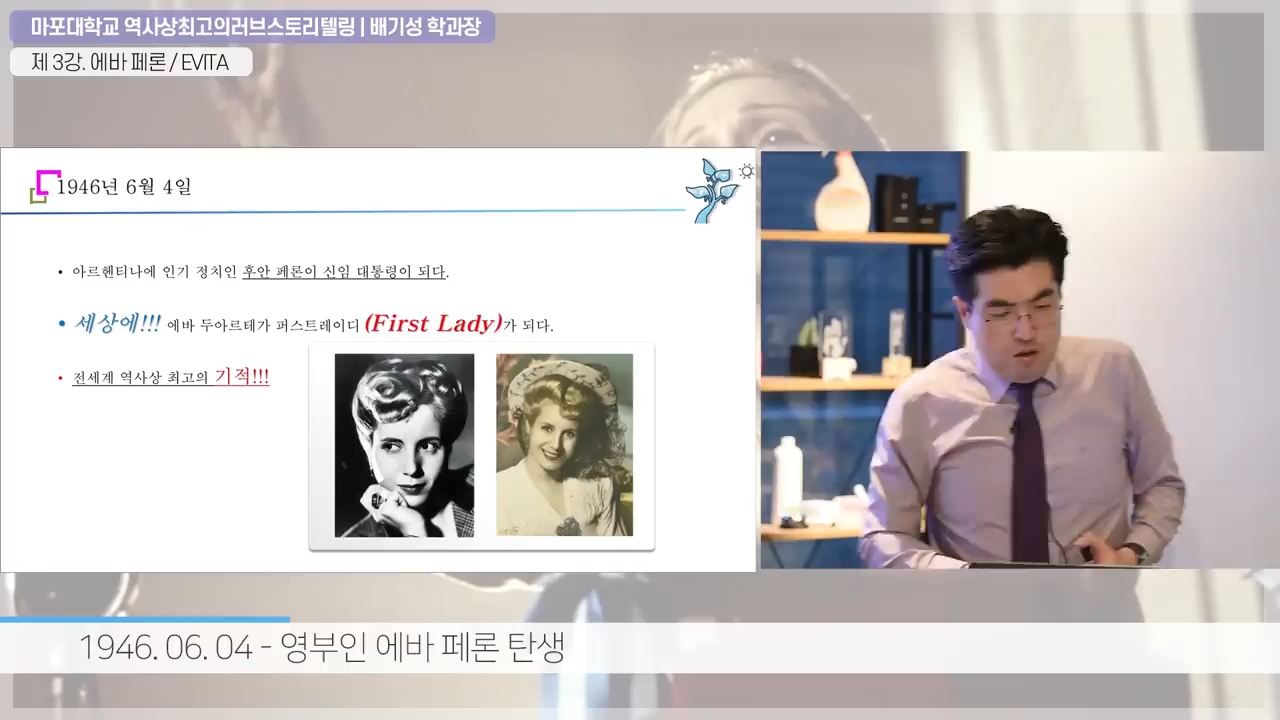 마포대학교 역사상최고의러브스토리텔링 | 배기성 학과장
제 3강. 에바 페론 / EVITA
1946년 6월 4일
• 아르헨티나에 인기 정치인 후안 페론이 신임 대통령이 되다.
• 세상에!!! 에바 두아르테가 퍼스트레이디 (First Lady)가 되다.
• 전세계 역사상 최고의 기적!!!
1946. 06. 04 - 영부인 에바 페론 탄생